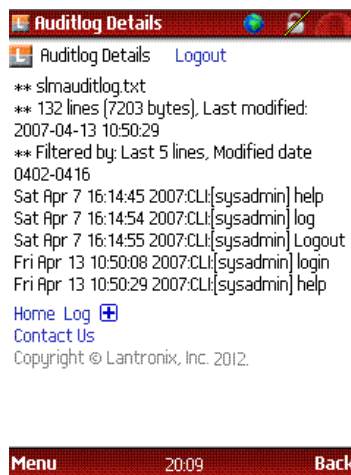 Auditlog Details
Auditlog Details Logout
** slmauditlog.txt
** 132 lines (7203 bytes), Last modified:
2007-04-13 10:50:29
** Filtered by: Last 5 lines, Modified date
0402-0416
Sat Apr 7 16:14:45 2007:CLI:[sysadmin] help
Sat Apr 7 16:14:54 2007:CLI:[sysadmin] log
Sat Apr 7 16:14:55 2007:CLI:[sysadmin] Logout
Fri Apr 13 10:50:08 2007:CLI:[sysadmin] login
Fri Apr 13 10:50:29 2007:CLI:[sysadmin] help
Home Log
Contact Us
Copyright © Lantronix, Inc. 2012.
Menu 20:09 Back